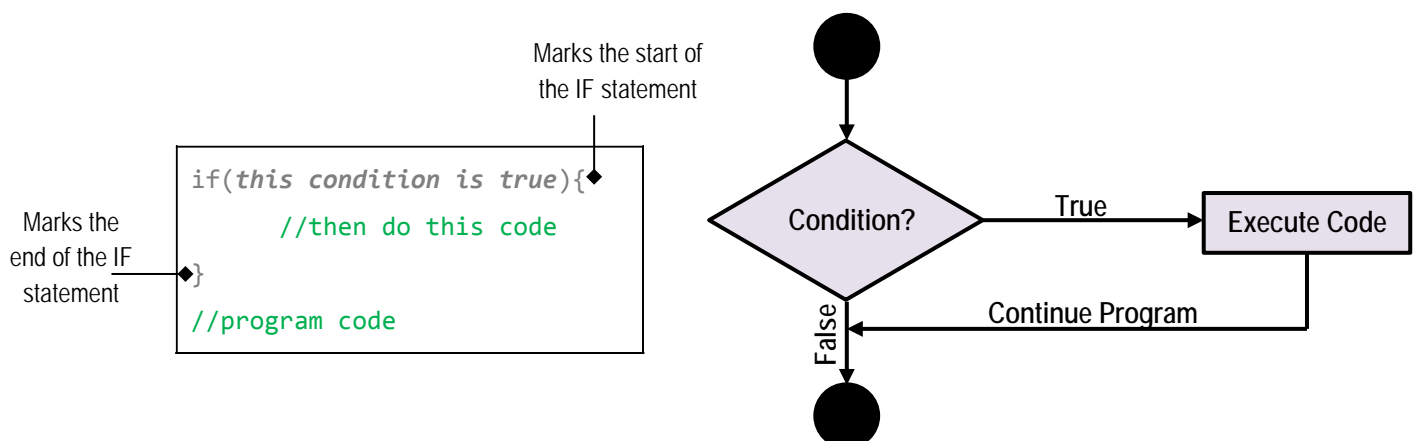 Marks the start of
the IF statement
if(this condition is true){
//then do this code
}
//program code
Marks the
end of the IF
statement
Condition?
True
Execute Code
Continue Program
False